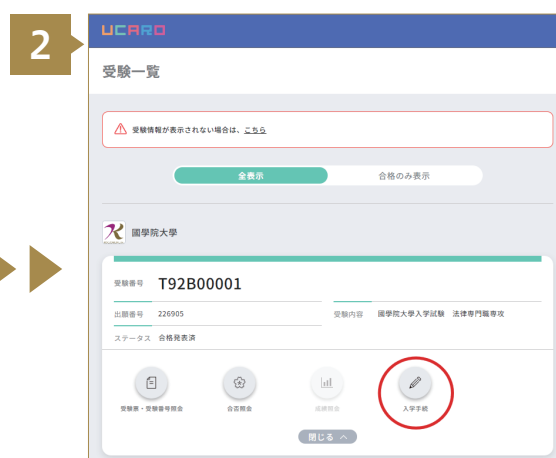 2
UCARO
受験一覧
受験情報が表示されない場合は、こちら
全表示
合格のみ表示
國學院大學
受験番号 T92B00001
出願番号 226905
受験内容 國學院大學入学試験 法律専門職専攻
ステータス 合格発表済
受験票・受験番号照会
合否照会
成績照会
入学手続
閉じる